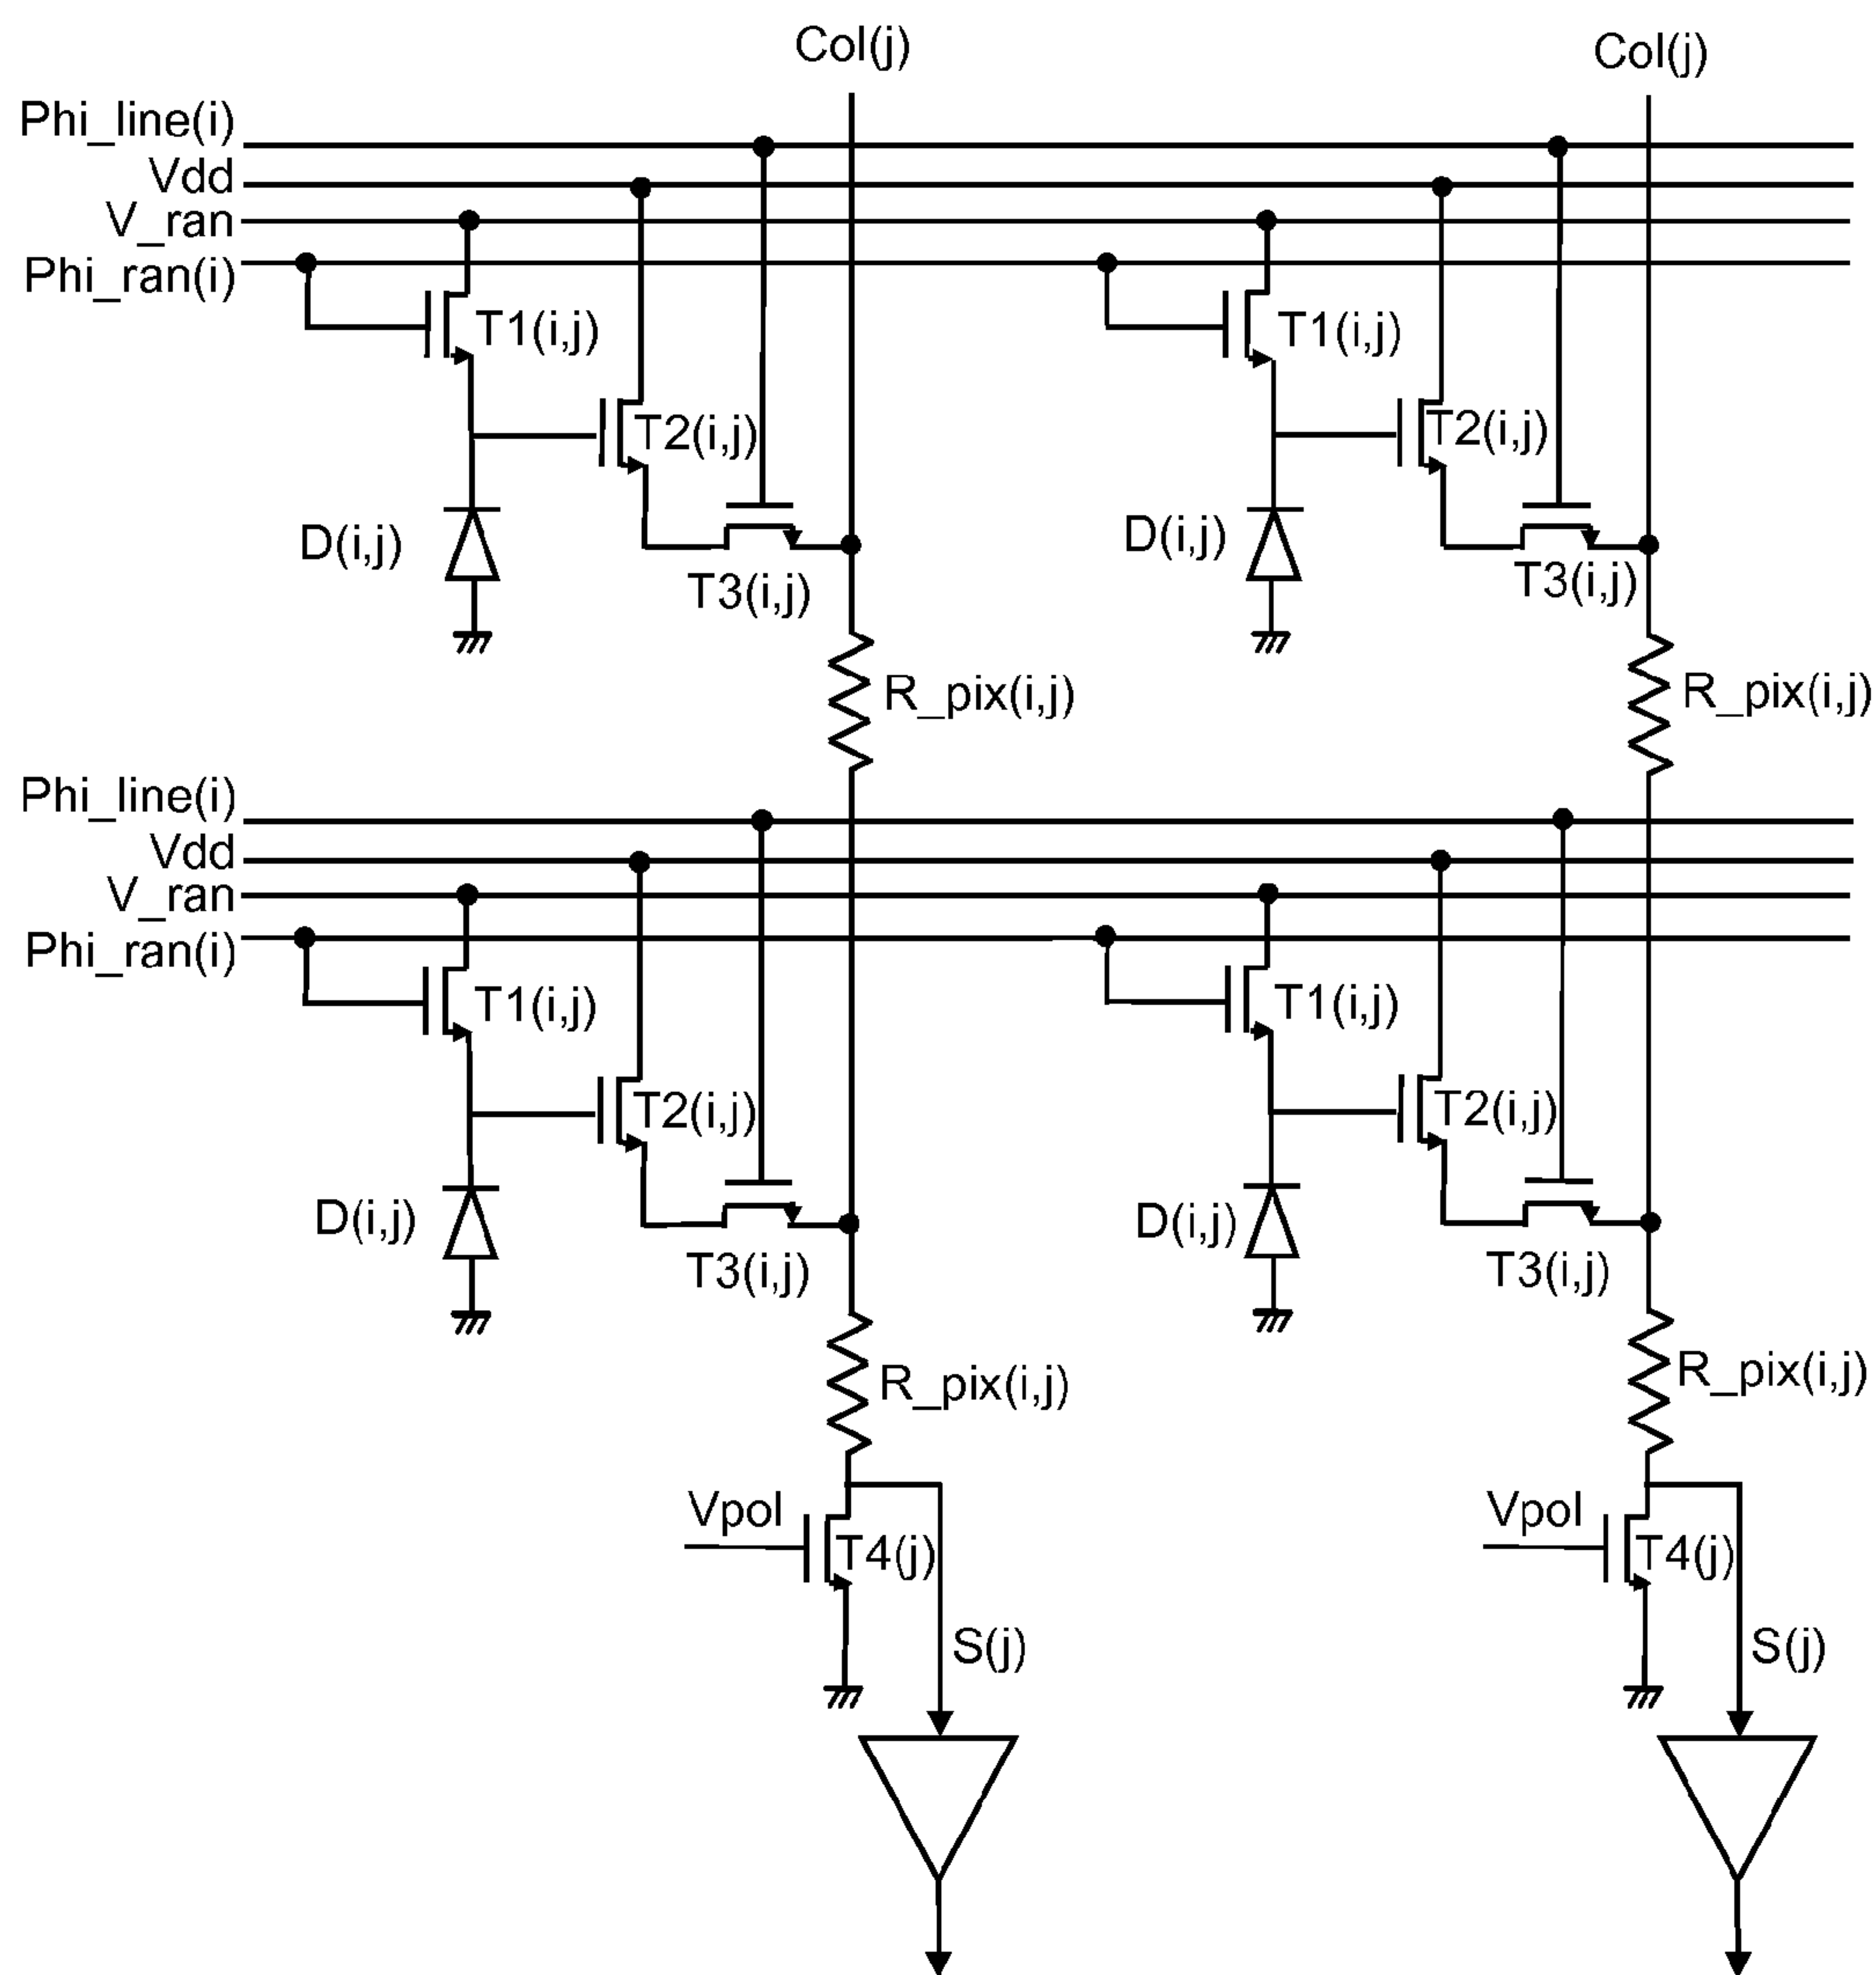 Col(j)
Col(j)
Phi_line(i)
Vdd
V_ran
Phi_ran(i)
T1(i,j)
T1(i,j)
T2(i,j)
T2(i,j)
D(i,j)
D(i,j)
T3(i,j)
T3(i,j)
R_pix(i,j)
R_pix(i,j)
Phi_line(i)
Vdd
V_ran
Phi_ran(i)
T1(i,j)
T1(i,j)
T2(i,j)
T2(i,j)
D(i,j)
D(i,j)
T3(i,j)
T3(i,j)
R_pix(i,j)
R_pix(i,j)
Vpol
Vpol
T4(j)
T4(j)
S(j)
S(j)